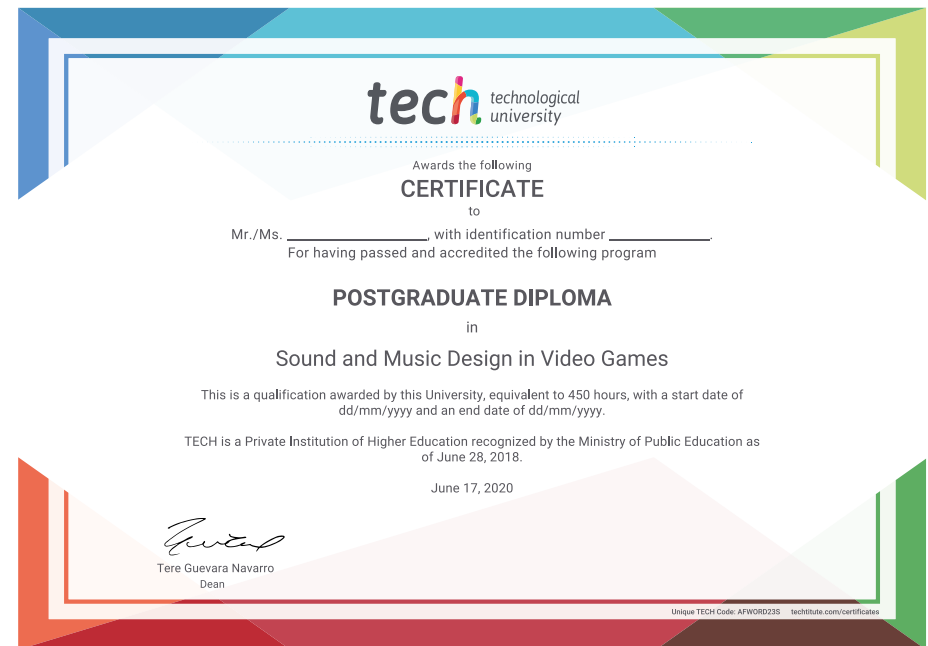 tech technological
university
Awards the following
CERTIFICATE
to
Mr./Ms. ____________________, with identification number ______________.
For having passed and accredited the following program
POSTGRADUATE DIPLOMA
in
Sound and Music Design in Video Games
This is a qualification awarded by this University, equivalent to 450 hours, with a start date of
dd/mm/yyyy and an end date of dd/mm/yyyy.
TECH is a Private Institution of Higher Education recognized by the Ministry of Public Education as
of June 28, 2018.
June 17, 2020
Tere Guevara Navarro
Dean
Unique TECH Code: AFWORD23S techtitute.com/certificates